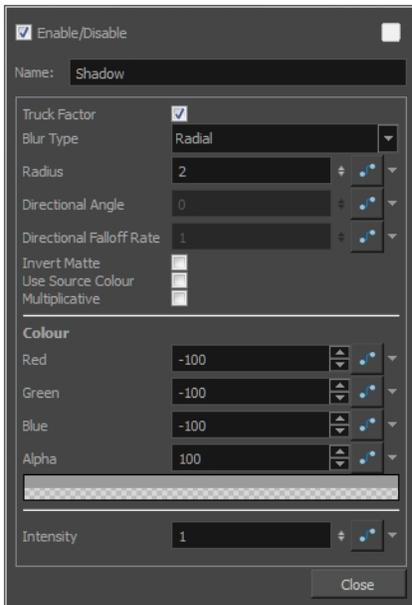 Enable/Disable
Name: Shadow
Truck Factor
Blur Type Radial
Radius 2
Directional Angle 0
Directional Falloff Rate 1
Invert Matte
Use Source Colour
Multiplicative
Colour
Red -100
Green -100
Blue -100
Alpha 100
Intensity 1
Close